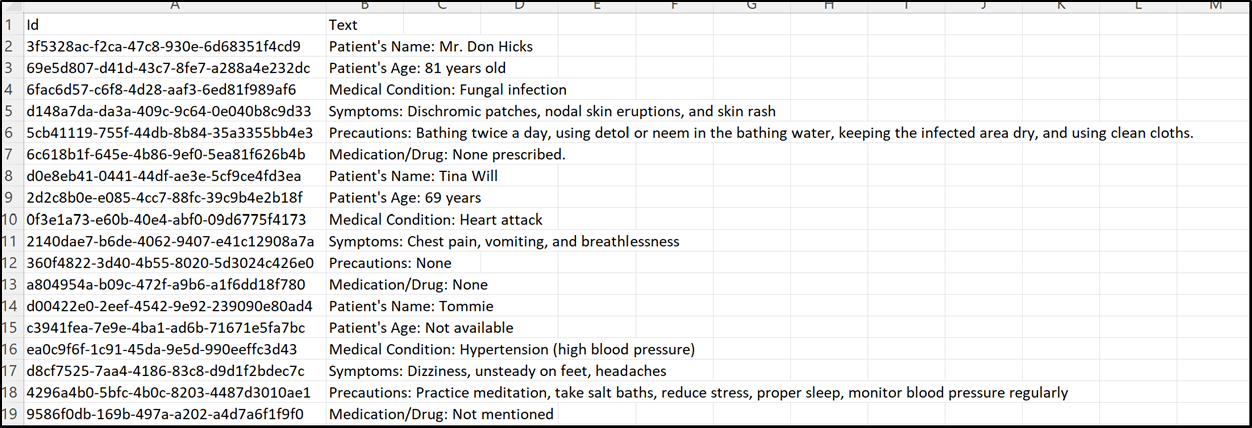 A B C D E F G H I J K L M
1 Id Text
2 3f5328ac-f2ca-47c8-930e-6d68351f4cd9 Patient's Name: Mr. Don Hicks
3 69e5d807-d41d-43c7-8fe7-a288a4e232dc Patient's Age: 81 years old
4 6fac6d57-c6f8-4d28-aaf3-6ed81f989af6 Medical Condition: Fungal infection
5 d148a7da-da3a-409c-9c64-0e040b8c9d33 Symptoms: Dischromic patches, nodal skin eruptions, and skin rash
6 5cb41119-755f-44db-8b84-35a3355bb4e3 Precautions: Bathing twice a day, using detol or neem in the bathing water, keeping the infected area dry, and using clean cloths.
7 6c618b1f-645e-4b86-9ef0-5ea81f626b4b Medication/Drug: None prescribed.
8 d0e8eb41-0441-44df-ae3e-5cf9ce4fd3ea Patient's Name: Tina Will
9 2d2c8b0e-e085-4cc7-88fc-39c9b4e2b18f Patient's Age: 69 years
10 0f3e1a73-e60b-40e4-abf0-09d6775f4173 Medical Condition: Heart attack
11 2140dae7-b6de-4062-9407-e41c12908a7a Symptoms: Chest pain, vomiting, and breathlessness
12 360f4822-3d40-4b55-8020-5d3024c426e0 Precautions: None
13 a804954a-b09c-472f-a9b6-a1f6dd18f780 Medication/Drug: None
14 d00422e0-2eef-4542-9e92-239090e80ad4 Patient's Name: Tommie
15 c3941fea-7e9e-4ba1-ad6b-71671e5fa7bc Patient's Age: Not available
16 ea0c9f6f-1c91-45da-9e5d-990eeffc3d43 Medical Condition: Hypertension (high blood pressure)
17 d8cf7525-7aa4-4186-83c8-d9d1f2bdec7c Symptoms: Dizziness, unsteady on feet, headaches
18 4296a4b0-5bfc-4b0c-8203-4487d3010ae1 Precautions: Practice meditation, take salt baths, reduce stress, proper sleep, monitor blood pressure regularly
19 9586f0db-169b-497a-a202-a4d7a6f1f9f0 Medication/Drug: Not mentioned